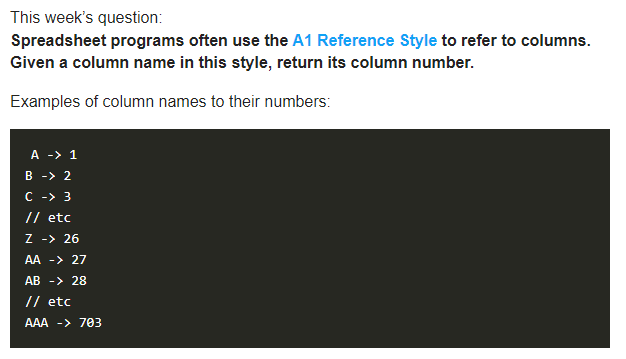 This week’s question:
Spreadsheet programs often use the A1 Reference Style to refer to columns.
Given a column name in this style, return its column number.
Examples of column names to their numbers:
A -> 1
B -> 2
C -> 3
// etc
Z -> 26
AA -> 27
AB -> 28
// etc
AAA -> 703